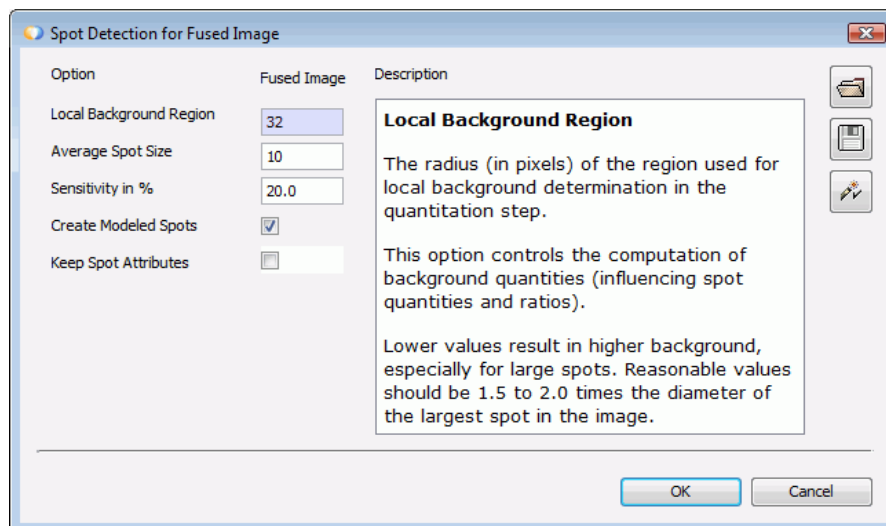 Spot Detection for Fused Image
Option
Fused Image
Description
Local Background Region
32
Average Spot Size
10
Sensitivity in %
20.0
Create Modeled Spots
Keep Spot Attributes
Local Background Region
The radius (in pixels) of the region used for
local background determination in the
quantitation step.
This option controls the computation of
background quantities (influencing spot
quantities and ratios).
Lower values result in higher background,
especially for large spots. Reasonable values
should be 1.5 to 2.0 times the diameter of
the largest spot in the image.
OK
Cancel